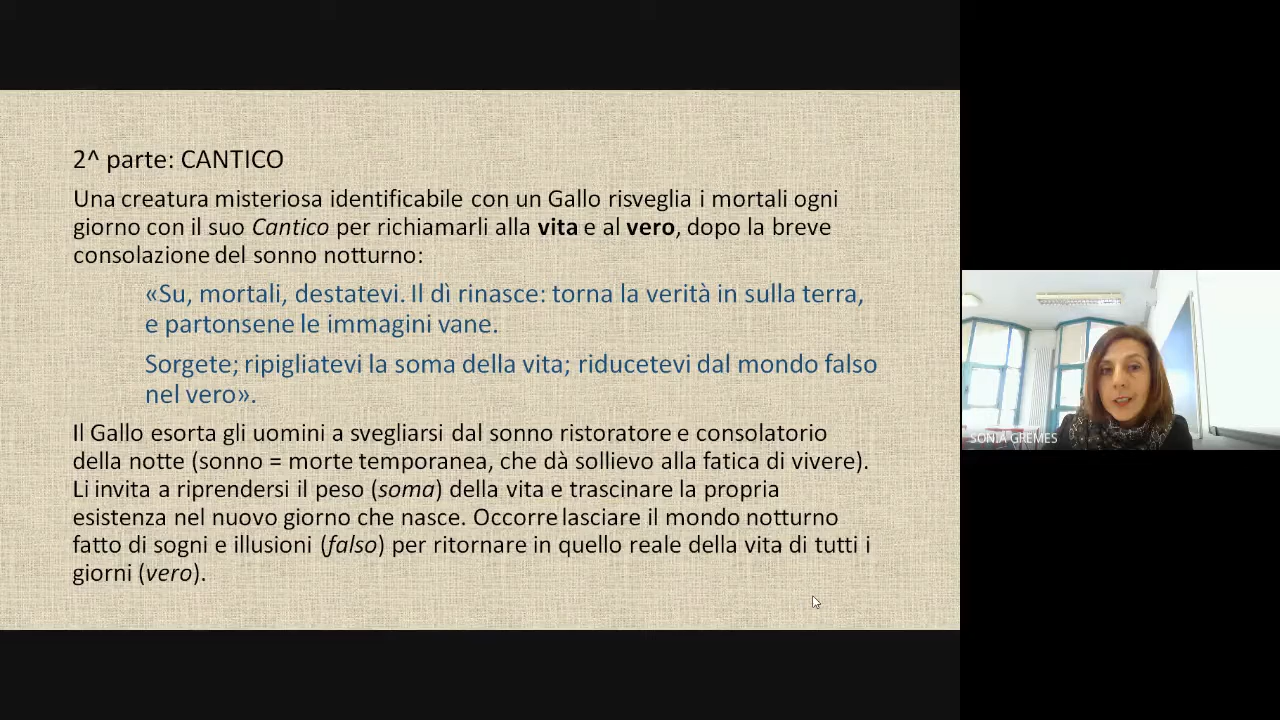 2^ parte: CANTICO
Una creatura misteriosa identificabile con un Gallo risveglia i mortali ogni
giorno con il suo Cantico per richiamarli alla vita e al vero, dopo la breve
consolazione del sonno notturno:
«Su, mortali, destatevi. Il dì rinasce: torna la verità in sulla terra,
e partonsene le immagini vane.
Sorgete; ripigliatevi la soma della vita; riducetevi dal mondo falso
nel vero».
Il Gallo esorta gli uomini a svegliarsi dal sonno ristoratore e consolatorio
della notte (sonno = morte temporanea, che dà sollievo alla fatica di vivere).
Li invita a riprendersi il peso (soma) della vita e trascinare la propria
esistenza nel nuovo giorno che nasce. Occorre lasciare il mondo notturno
fatto di sogni e illusioni (falso) per ritornare in quello reale della vita di tutti i
giorni (vero).
SONIA GREMES